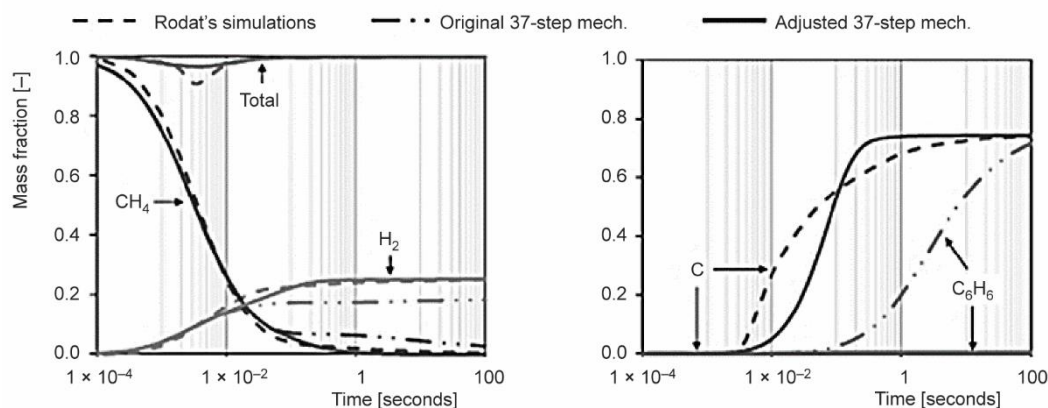 Rodat's simulations Original 37-step mech. Adjusted 37-step mech.
Mass fraction [–]
1.0
0.8
0.6
0.4
0.2
0.0
Total
CH₄
H₂
1 × 10⁻⁴ 1 × 10⁻² 1 100
Time [seconds]
1.0
0.8
0.6
0.4
0.2
0.0
C
C₆H₆
1 × 10⁻⁴ 1 × 10⁻² 1 100
Time [seconds]